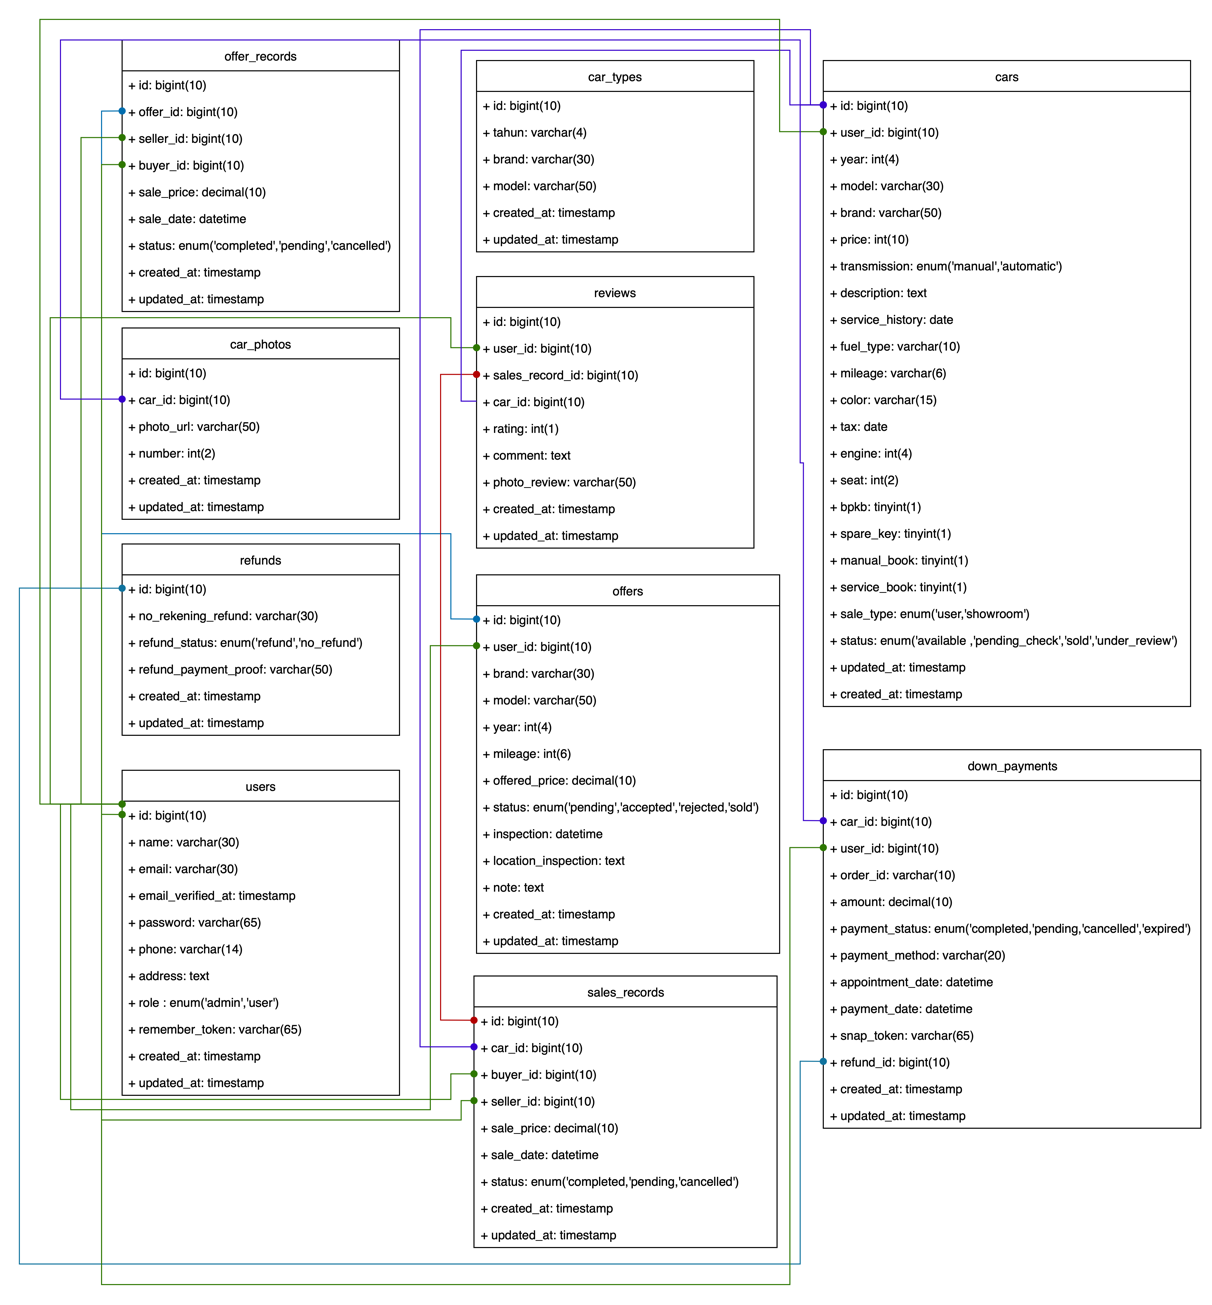 offer_records
+ id: bigint(10)
+ offer_id: bigint(10)
+ seller_id: bigint(10)
+ buyer_id: bigint(10)
+ sale_price: decimal(10)
+ sale_date: datetime
+ status: enum('completed','pending','cancelled')
+ created_at: timestamp
+ updated_at: timestamp
car_photos
+ id: bigint(10)
+ car_id: bigint(10)
+ photo_url: varchar(50)
+ number: int(2)
+ created_at: timestamp
+ updated_at: timestamp
refunds
+ id: bigint(10)
+ no_rekening_refund: varchar(30)
+ refund_status: enum('refund','no_refund')
+ refund_payment_proof: varchar(50)
+ created_at: timestamp
+ updated_at: timestamp
users
+ id: bigint(10)
+ name: varchar(30)
+ email: varchar(30)
+ email_verified_at: timestamp
+ password: varchar(65)
+ phone: varchar(14)
+ address: text
+ role : enum('admin','user')
+ remember_token: varchar(65)
+ created_at: timestamp
+ updated_at: timestamp
car_types
+ id: bigint(10)
+ tahun: varchar(4)
+ brand: varchar(30)
+ model: varchar(50)
+ created_at: timestamp
+ updated_at: timestamp
reviews
+ id: bigint(10)
+ user_id: bigint(10)
+ sales_record_id: bigint(10)
+ car_id: bigint(10)
+ rating: int(1)
+ comment: text
+ photo_review: varchar(50)
+ created_at: timestamp
+ updated_at: timestamp
offers
+ id: bigint(10)
+ user_id: bigint(10)
+ brand: varchar(30)
+ model: varchar(50)
+ year: int(4)
+ mileage: int(6)
+ offered_price: decimal(10)
+ status: enum('pending','accepted','rejected,'sold')
+ inspection: datetime
+ location_inspection: text
+ note: text
+ created_at: timestamp
+ updated_at: timestamp
sales_records
+ id: bigint(10)
+ car_id: bigint(10)
+ buyer_id: bigint(10)
+ seller_id: bigint(10)
+ sale_price: decimal(10)
+ sale_date: datetime
+ status: enum('completed,'pending,'cancelled')
+ created_at: timestamp
+ updated_at: timestamp
cars
+ id: bigint(10)
+ user_id: bigint(10)
+ year: int(4)
+ model: varchar(30)
+ brand: varchar(50)
+ price: int(10)
+ transmission: enum('manual','automatic')
+ description: text
+ service_history: date
+ fuel_type: varchar(10)
+ mileage: varchar(6)
+ color: varchar(15)
+ tax: date
+ engine: int(4)
+ seat: int(2)
+ bpkb: tinyint(1)
+ spare_key: tinyint(1)
+ manual_book: tinyint(1)
+ service_book: tinyint(1)
+ sale_type: enum('user,'showroom')
+ status: enum('available ,'pending_check','sold','under_review')
+ updated_at: timestamp
+ created_at: timestamp
down_payments
+ id: bigint(10)
+ car_id: bigint(10)
+ user_id: bigint(10)
+ order_id: varchar(10)
+ amount: decimal(10)
+ payment_status: enum('completed,'pending,'cancelled','expired')
+ payment_method: varchar(20)
+ appointment_date: datetime
+ payment_date: datetime
+ snap_token: varchar(65)
+ refund_id: bigint(10)
+ created_at: timestamp
+ updated_at: timestamp